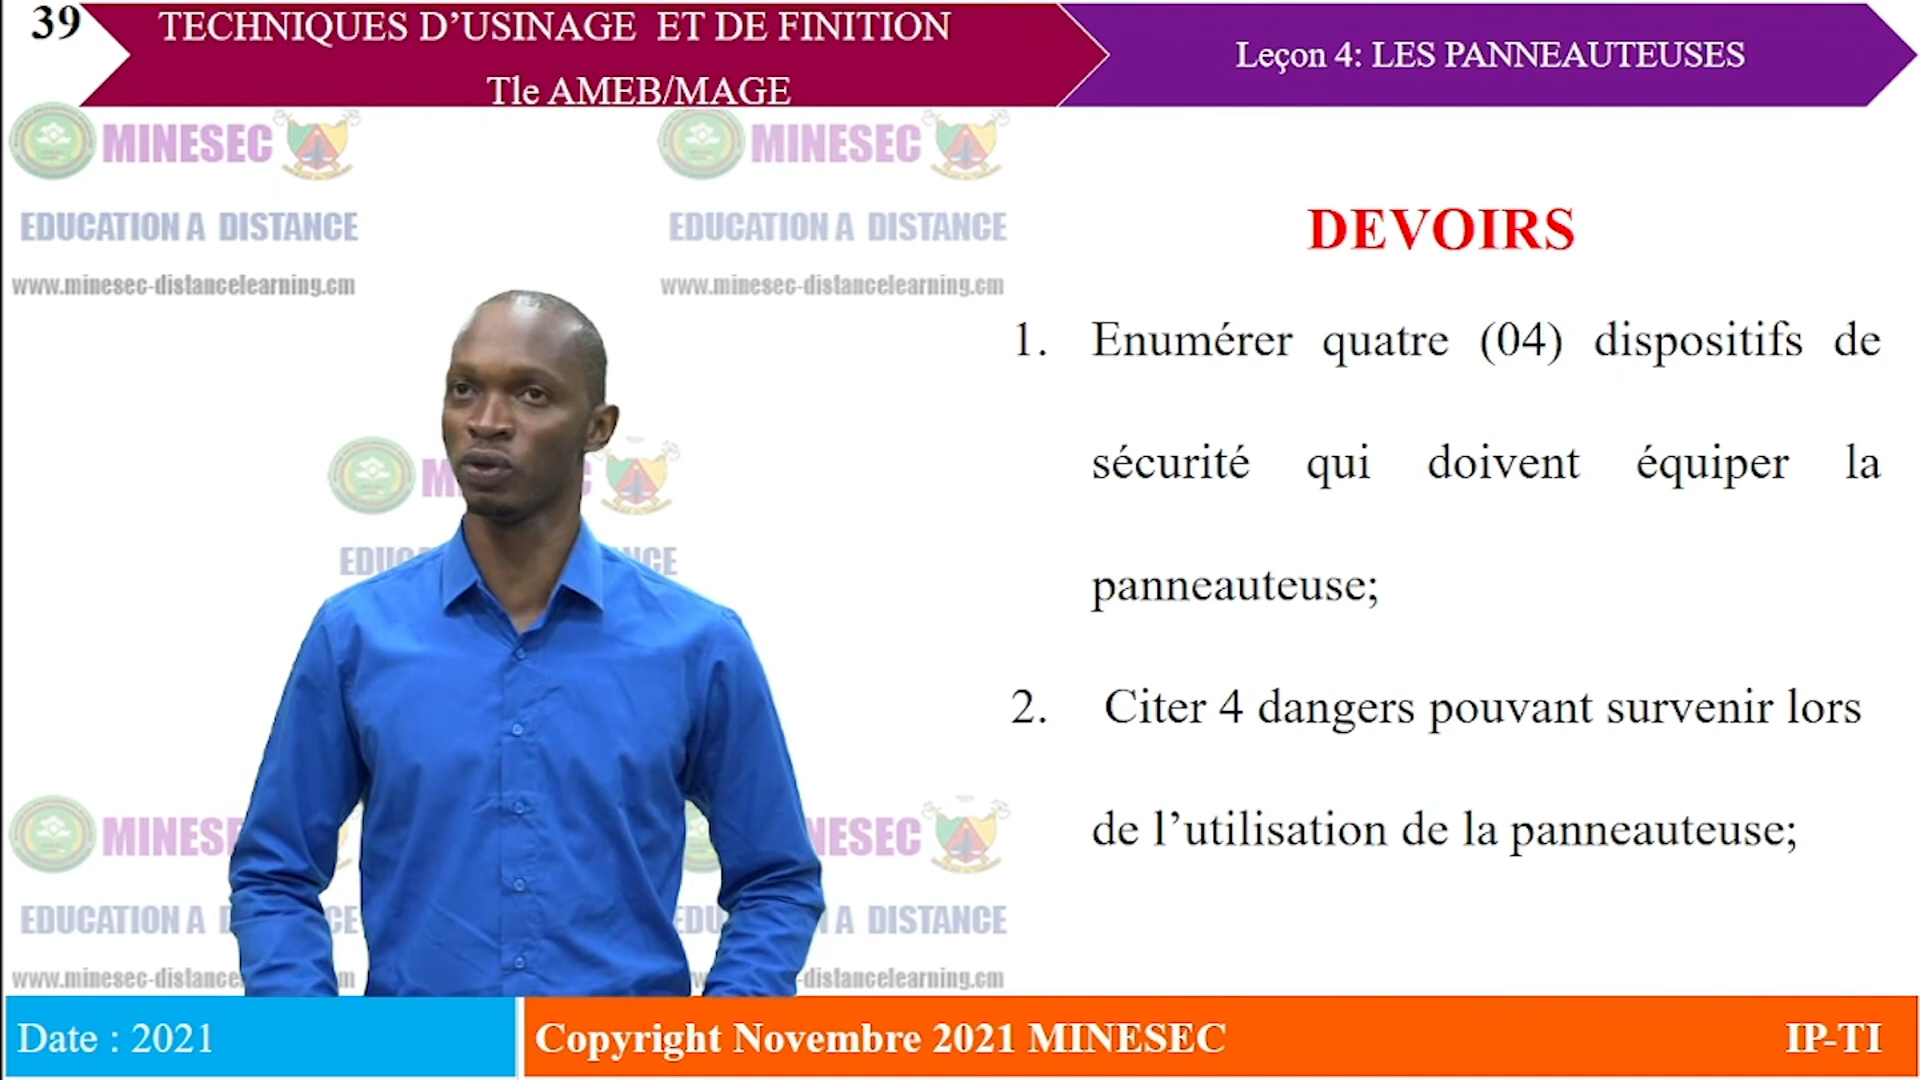 39
TECHNIQUES D’USINAGE ET DE FINITION
Tle AMEB/MAGE
Leçon 4: LES PANNEAUTEUSES
MINESEC
MINESEC
EDUCATION A DISTANCE
EDUCATION A DISTANCE
www.minesec-distancelearning.cm
www.minesec-distancelearning.cm
DEVOIRS
1. Enumérer quatre (04) dispositifs de
sécurité qui doivent équiper la
panneauteuse;
2. Citer 4 dangers pouvant survenir lors
de l’utilisation de la panneauteuse;
Date : 2021
Copyright Novembre 2021 MINESEC
IP-TI